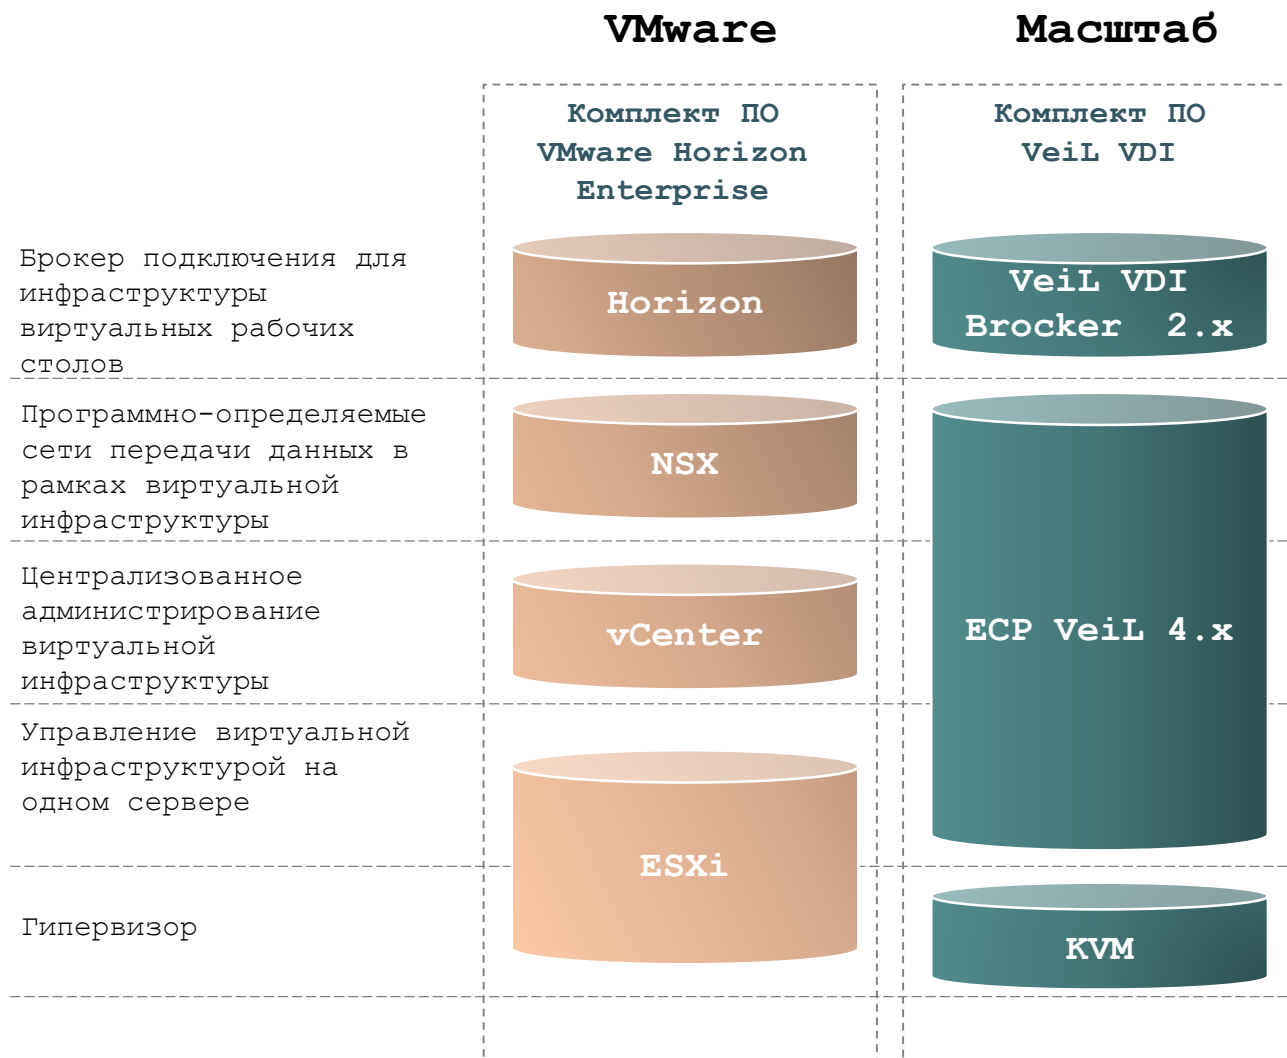 VMware
Масштаб
Комплект ПО
VMware Horizon
Enterprise
Комплект ПО
VeiL VDI
Брокер подключения для
инфраструктуры
виртуальных рабочих
столов
Horizon
VeiL VDI
Brocker 2.x
Программно-определяемые
сети передачи данных в
рамках виртуальной
инфраструктуры
NSX
Централизованное
администрирование
виртуальной
инфраструктуры
vCenter
ECP VeiL 4.x
Управление виртуальной
инфраструктурой на
одном сервере
ESXi
Гипервизор
KVM